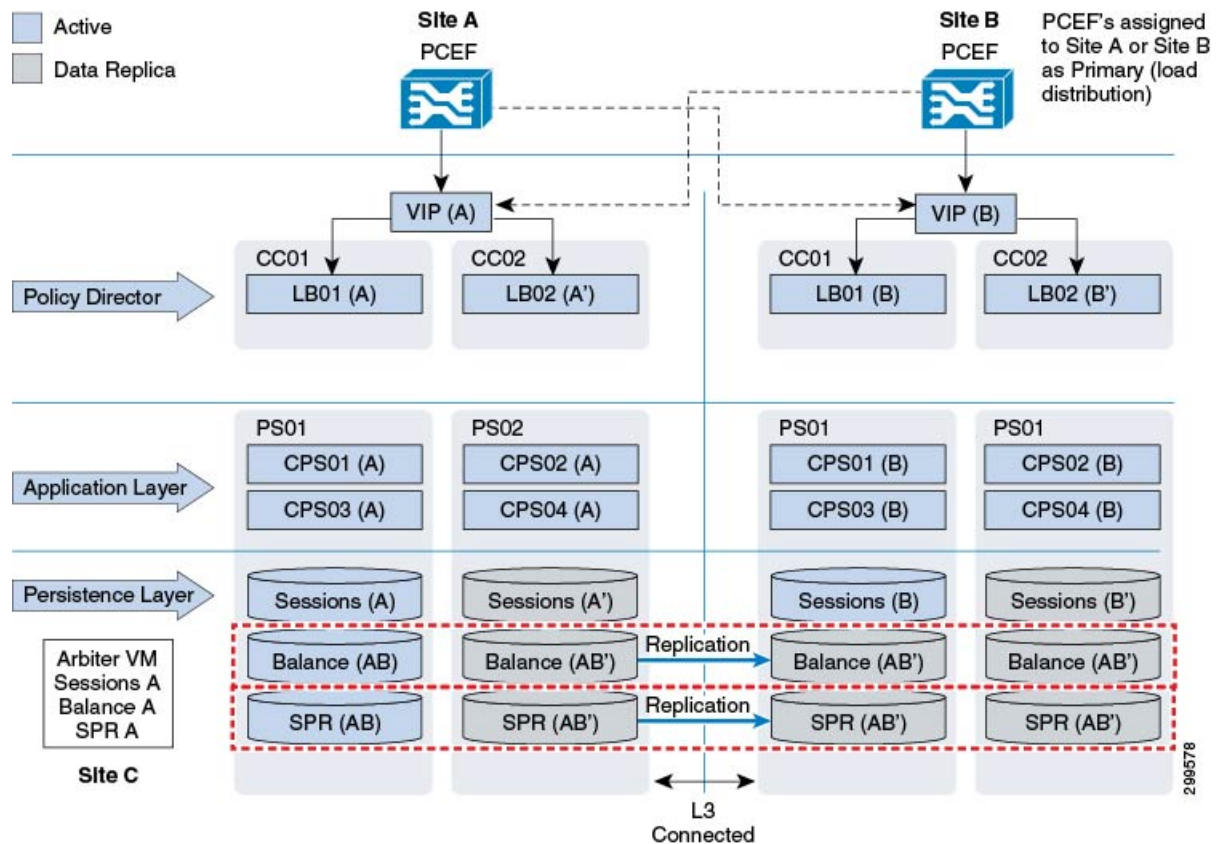 Active
Data Replica
Site A
PCEF
Site B
PCEF
PCEF's assigned
to Site A or Site B
as Primary (load
distribution)
VIP (A)
VIP (B)
Policy Director
CC01
LB01 (A)
CC02
LB02 (A')
CC01
LB01 (B)
CC02
LB02 (B')
Application Layer
PS01
CPS01 (A)
CPS03 (A)
PS02
CPS02 (A)
CPS04 (A)
PS01
CPS01 (B)
CPS03 (B)
PS01
CPS02 (B)
CPS04 (B)
Persistence Layer
Sessions (A)
Sessions (A')
Sessions (B)
Sessions (B')
Balance (AB)
Balance (AB')
Replication
Balance (AB')
Balance (AB')
SPR (AB)
SPR (AB')
Replication
SPR (AB')
SPR (AB')
Arbiter VM
Sessions A
Balance A
SPR A
Site C
L3
Connected
299578